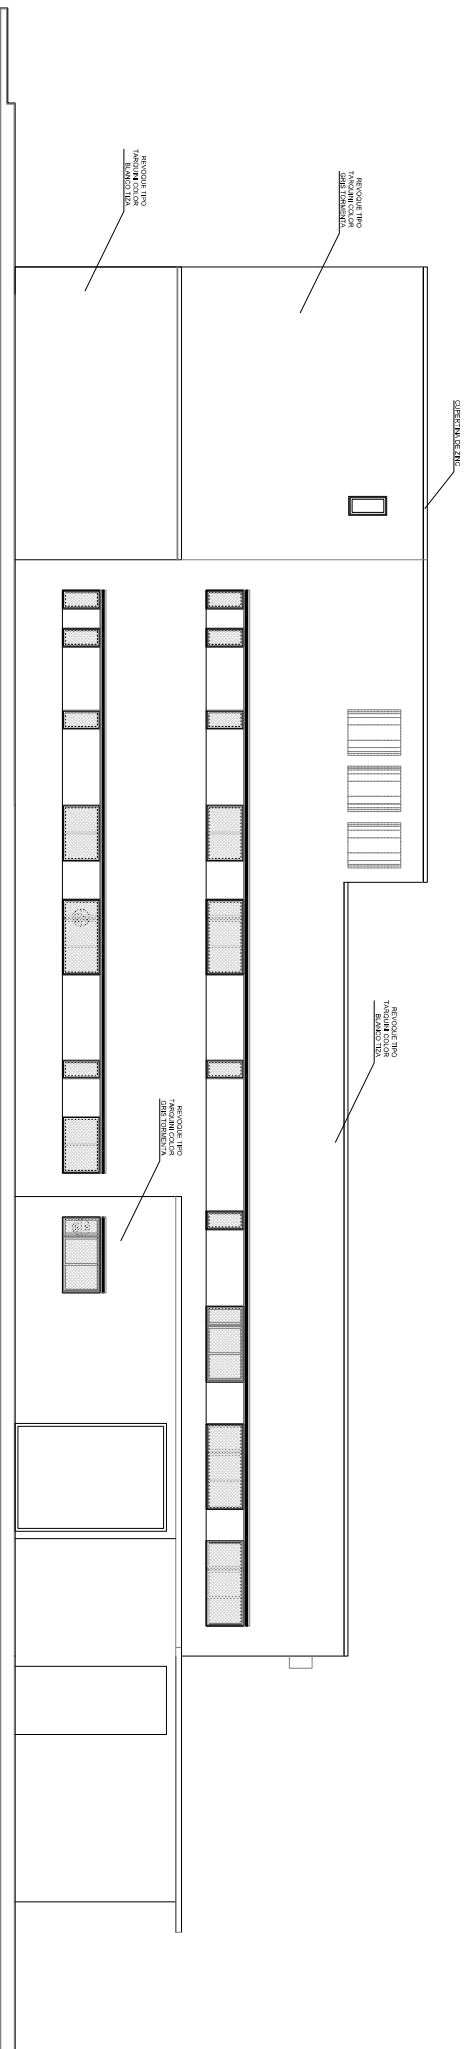 REVOQUE TIPO
TARQUINI COLOR
BLANCO TIZA
REVOQUE TIPO
TARQUINI COLOR
GRIS TORMENTA
CUPERTINA DE ZINC
REVOQUE TIPO
TARQUINI COLOR
BLANCO TIZA
REVOQUE TIPO
TARQUINI COLOR
GRIS TORMENTA